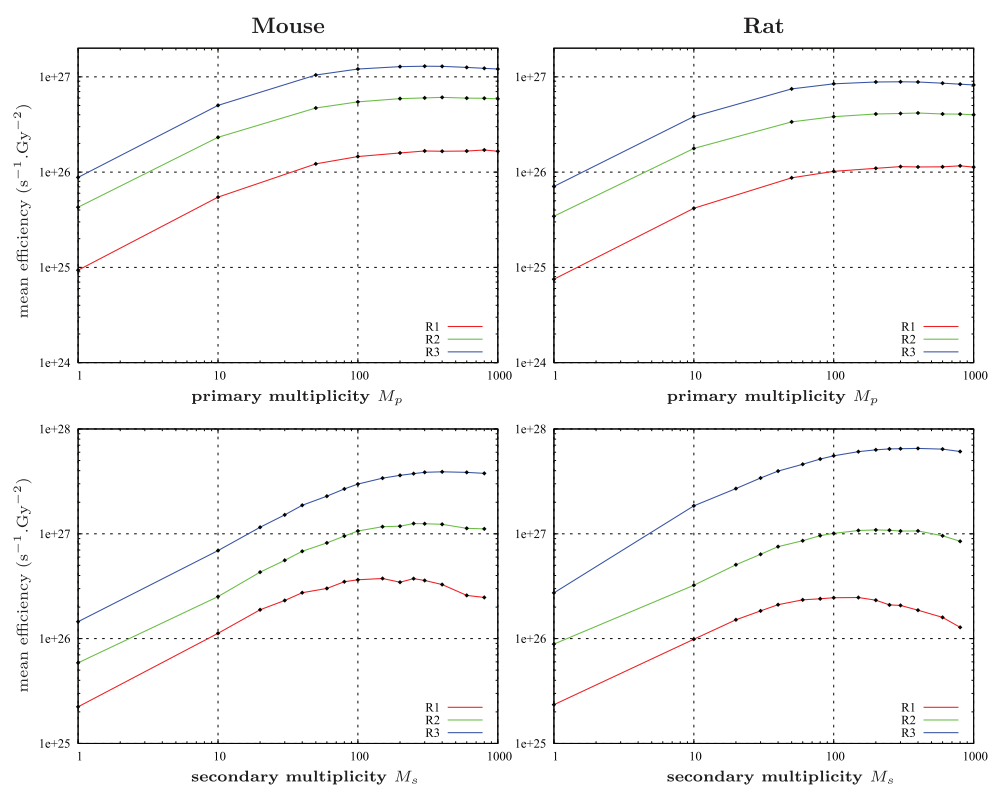 Mouse
Rat
mean efficiency (s⁻¹.Gy⁻²)
1e+27
1e+26
1e+25
1e+24
R1
R2
R3
1 10 100 1000
primary multiplicity Mₚ
1e+27
1e+26
1e+25
1e+24
R1
R2
R3
1 10 100 1000
primary multiplicity Mₚ
mean efficiency (s⁻¹.Gy⁻²)
1e+28
1e+27
1e+26
1e+25
R1
R2
R3
1 10 100 1000
secondary multiplicity Mₛ
1e+28
1e+27
1e+26
1e+25
R1
R2
R3
1 10 100 1000
secondary multiplicity Mₛ